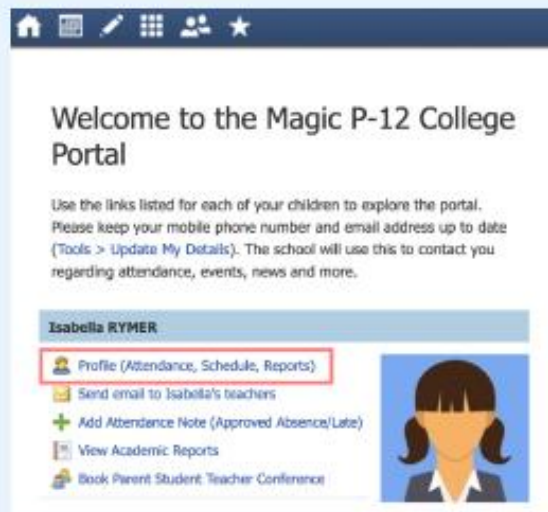 Welcome to the Magic P-12 College
Portal
Use the links listed for each of your children to explore the portal.
Please keep your mobile phone number and email address up to date
(Tools > Update My Details). The school will use this to contact you
regarding attendance, events, news and more.
Isabella RYMER
Profile (Attendance, Schedule, Reports)
Send email to Isabella's teachers
Add Attendance Note (Approved Absence/Late)
View Academic Reports
Book Parent Student Teacher Conference